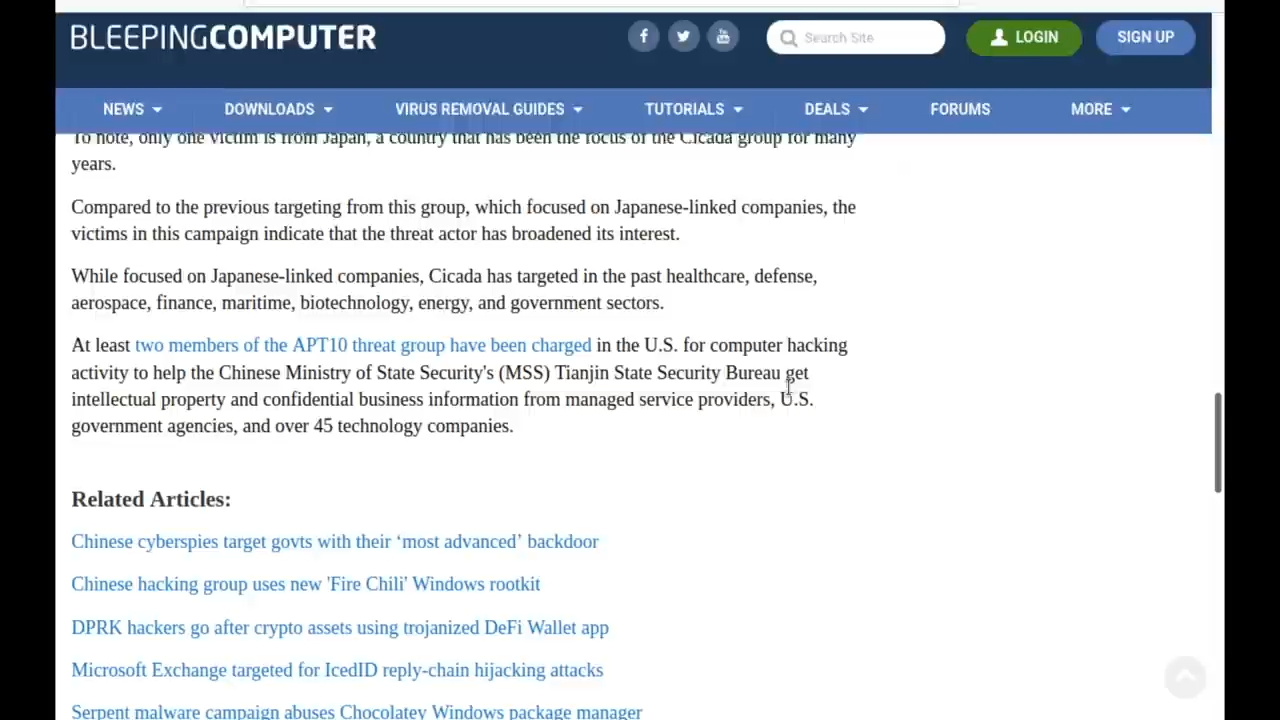 BLEEPINGCOMPUTER
Search Site
LOGIN
SIGN UP
NEWS
DOWNLOADS
VIRUS REMOVAL GUIDES
TUTORIALS
DEALS
FORUMS
MORE
To note, only one victim is from Japan, a country that has been the focus of the Cicada group for many
years.
Compared to the previous targeting from this group, which focused on Japanese-linked companies, the
victims in this campaign indicate that the threat actor has broadened its interest.
While focused on Japanese-linked companies, Cicada has targeted in the past healthcare, defense,
aerospace, finance, maritime, biotechnology, energy, and government sectors.
At least two members of the APT10 threat group have been charged in the U.S. for computer hacking
activity to help the Chinese Ministry of State Security's (MSS) Tianjin State Security Bureau get
intellectual property and confidential business information from managed service providers, U.S.
government agencies, and over 45 technology companies.
Related Articles:
Chinese cyberspies target govts with their ‘most advanced’ backdoor
Chinese hacking group uses new 'Fire Chili' Windows rootkit
DPRK hackers go after crypto assets using trojanized DeFi Wallet app
Microsoft Exchange targeted for IcedID reply-chain hijacking attacks
Serpent malware campaign abuses Chocolatey Windows package manager